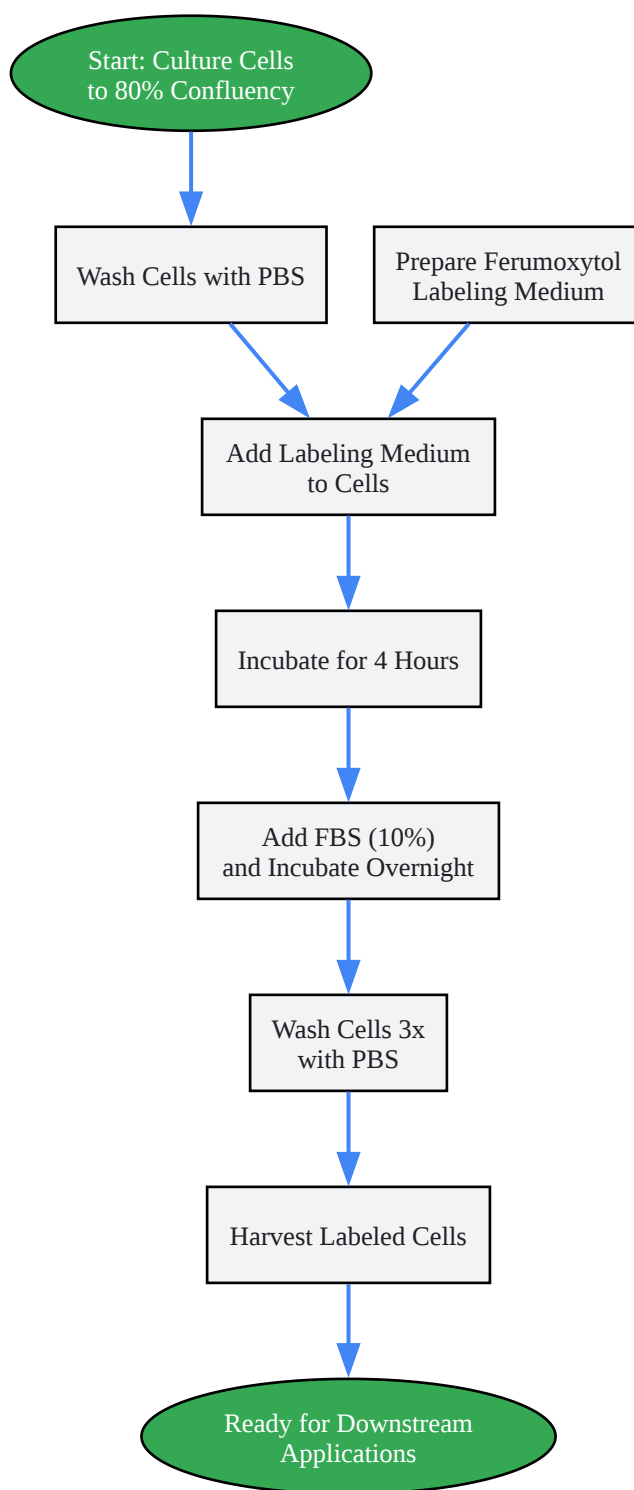 Start: Culture Cells
to 80% Confluency
Wash Cells with PBS
Prepare Ferumoxytol
Labeling Medium
Add Labeling Medium
to Cells
Incubate for 4 Hours
Add FBS (10%)
and Incubate Overnight
Wash Cells 3x
with PBS
Harvest Labeled Cells
Ready for Downstream
Applications